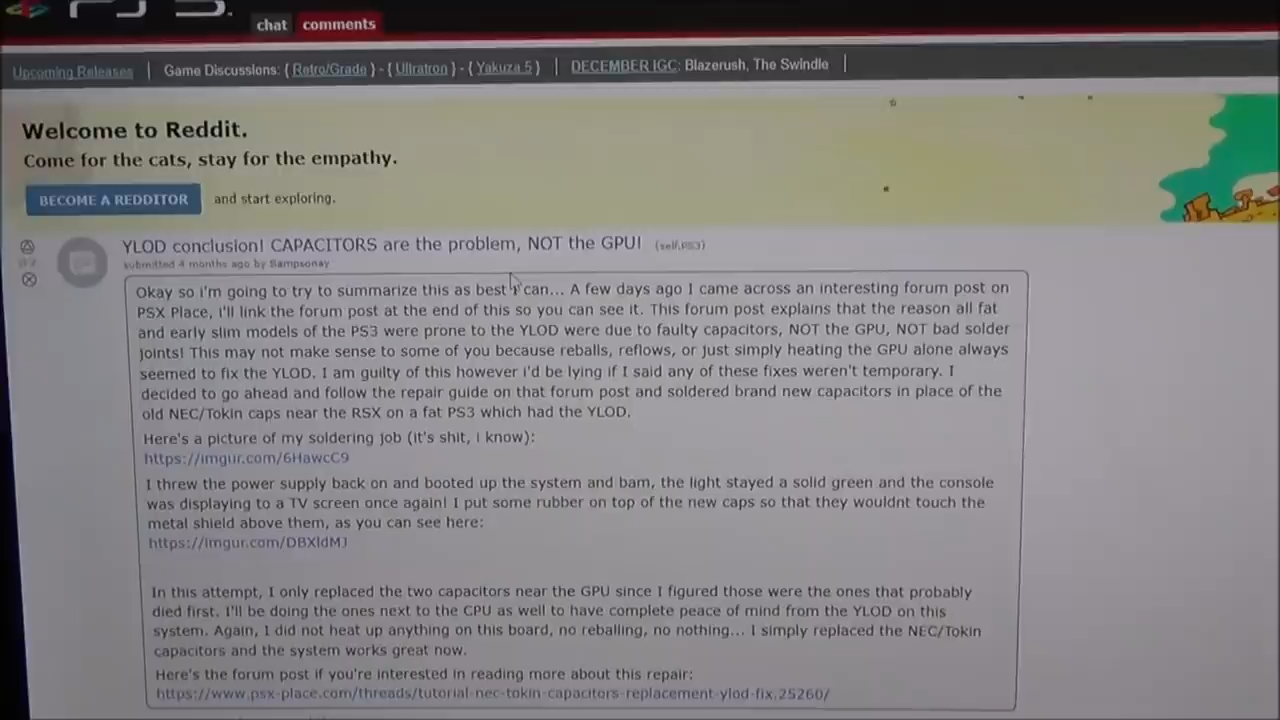 PS3.
chat comments
Upcoming Releases | Game Discussions: { Retro/Grade } - { Ultratron } - { Yakuza 5 } | DECEMBER IGC: Blazerush, The Swindle |
Welcome to Reddit.
Come for the cats, stay for the empathy.
BECOME A REDDITOR and start exploring.
YLOD conclusion! CAPACITORS are the problem, NOT the GPU! (self.PS3)
submitted 4 months ago by Sampsonay
Okay so i'm going to try to summarize this as best i can... A few days ago I came across an interesting forum post on
PSX Place, i'll link the forum post at the end of this so you can see it. This forum post explains that the reason all fat
and early slim models of the PS3 were prone to the YLOD were due to faulty capacitors, NOT the GPU, NOT bad solder
joints! This may not make sense to some of you because reballs, reflows, or just simply heating the GPU alone always
seemed to fix the YLOD. I am guilty of this however i'd be lying if I said any of these fixes weren't temporary. I
decided to go ahead and follow the repair guide on that forum post and soldered brand new capacitors in place of the
old NEC/Tokin caps near the RSX on a fat PS3 which had the YLOD.
Here's a picture of my soldering job (it's shit, i know):
https://imgur.com/6HawcC9
I threw the power supply back on and booted up the system and bam, the light stayed a solid green and the console
was displaying to a TV screen once again! I put some rubber on top of the new caps so that they wouldnt touch the
metal shield above them, as you can see here:
https://imgur.com/DBXldMJ
In this attempt, I only replaced the two capacitors near the GPU since I figured those were the ones that probably
died first. I'll be doing the ones next to the CPU as well to have complete peace of mind from the YLOD on this
system. Again, I did not heat up anything on this board, no reballing, no nothing... I simply replaced the NEC/Tokin
capacitors and the system works great now.
Here's the forum post if you're interested in reading more about this repair:
https://www.psx-place.com/threads/tutorial-nec-tokin-capacitors-replacement-ylod-fix.25260/